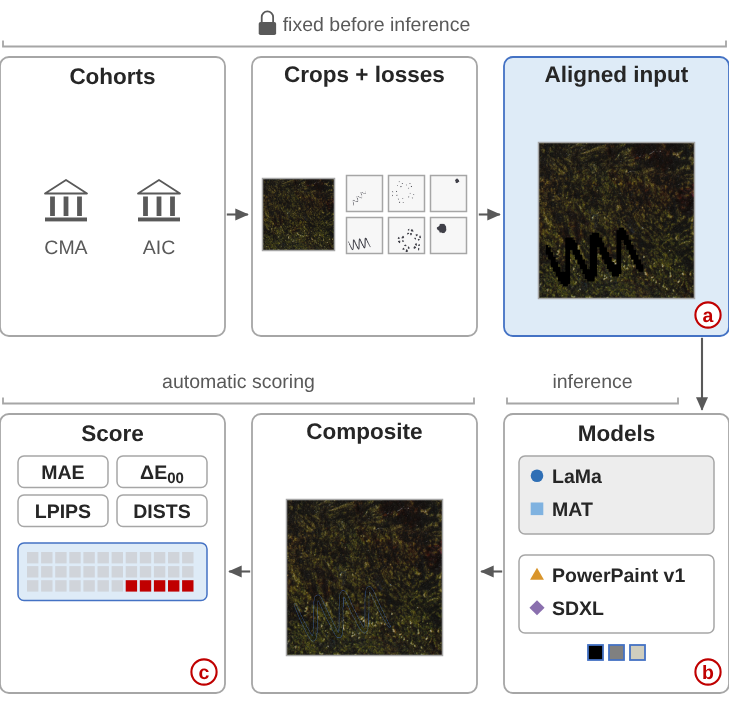 fixed before inference
Cohorts
CMA
AIC
Crops + losses
Aligned input
a
automatic scoring
inference
Score
MAE
ΔE₀₀
LPIPS
DISTS
c
Composite
Models
LaMa
MAT
PowerPaint v1
SDXL
b